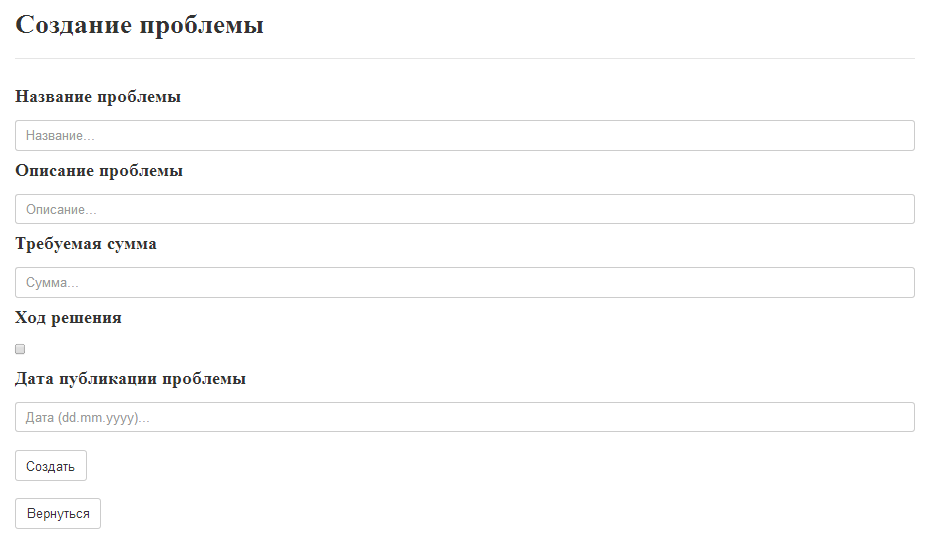 Создание проблемы
Название проблемы
Название...
Описание проблемы
Описание...
Требуемая сумма
Сумма...
Ход решения
Дата публикации проблемы
Дата (dd.mm.yyyy)...
Создать
Вернуться